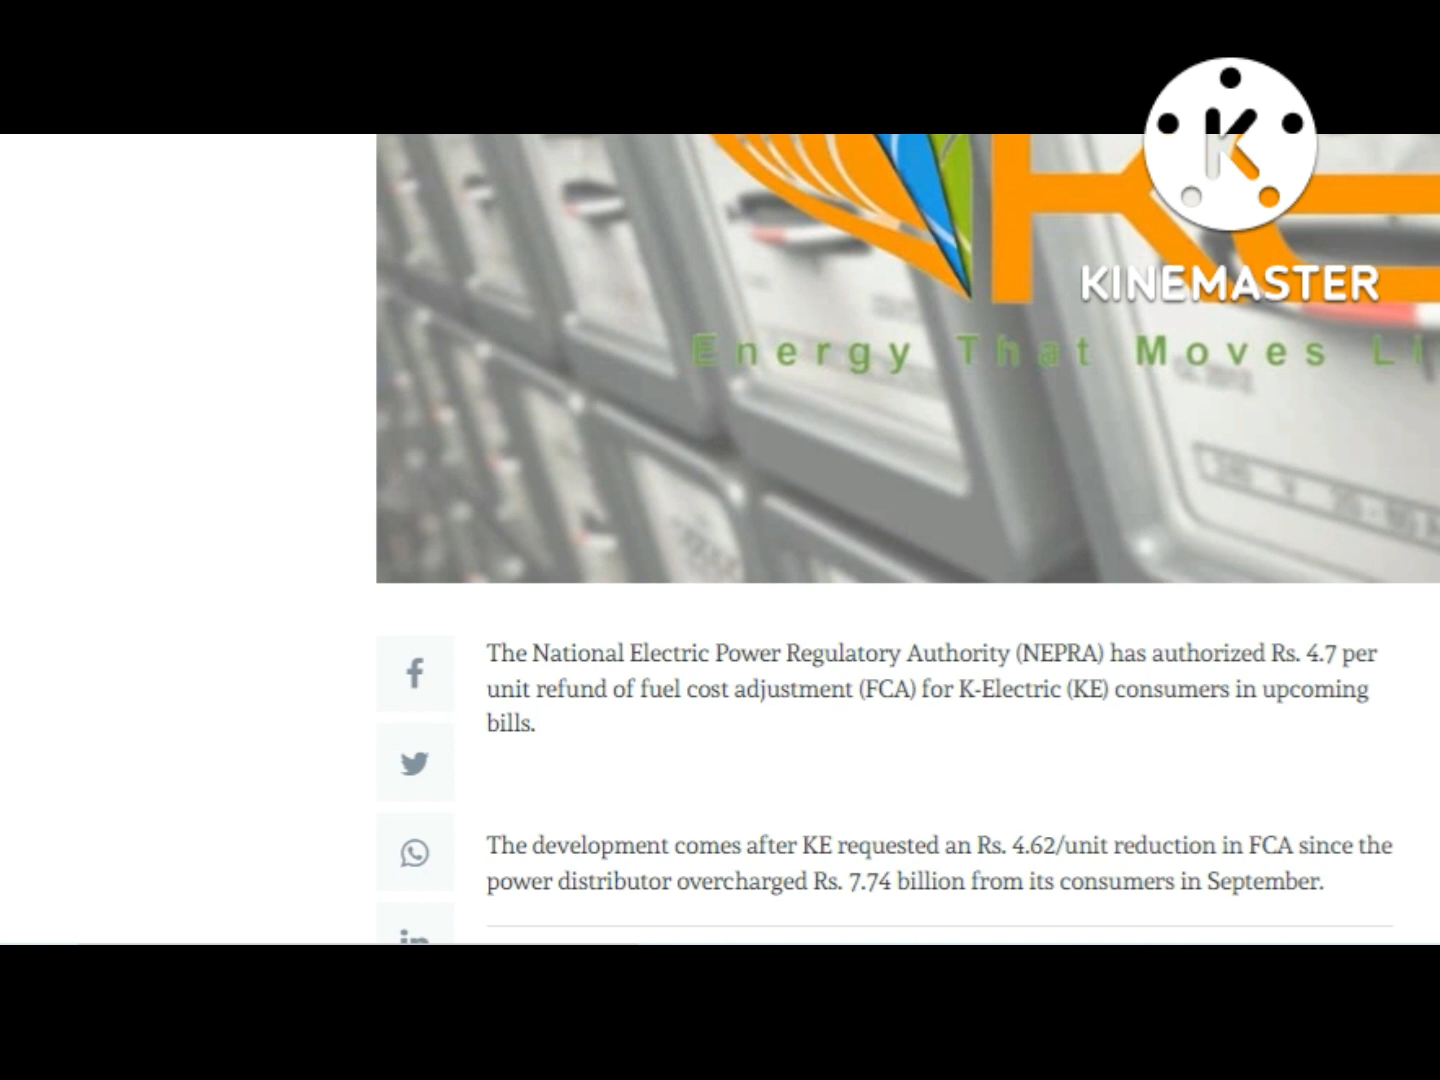 KINEMASTER
Energy That Moves Li
The National Electric Power Regulatory Authority (NEPRA) has authorized Rs. 4.7 per
unit refund of fuel cost adjustment (FCA) for K-Electric (KE) consumers in upcoming
bills.
The development comes after KE requested an Rs. 4.62/unit reduction in FCA since the
power distributor overcharged Rs. 7.74 billion from its consumers in September.